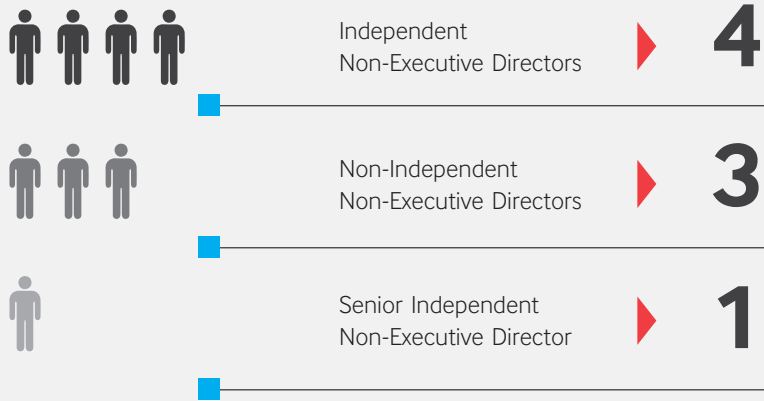 Independent
Non-Executive Directors
4
Non-Independent
Non-Executive Directors
3
Senior Independent
Non-Executive Director
1